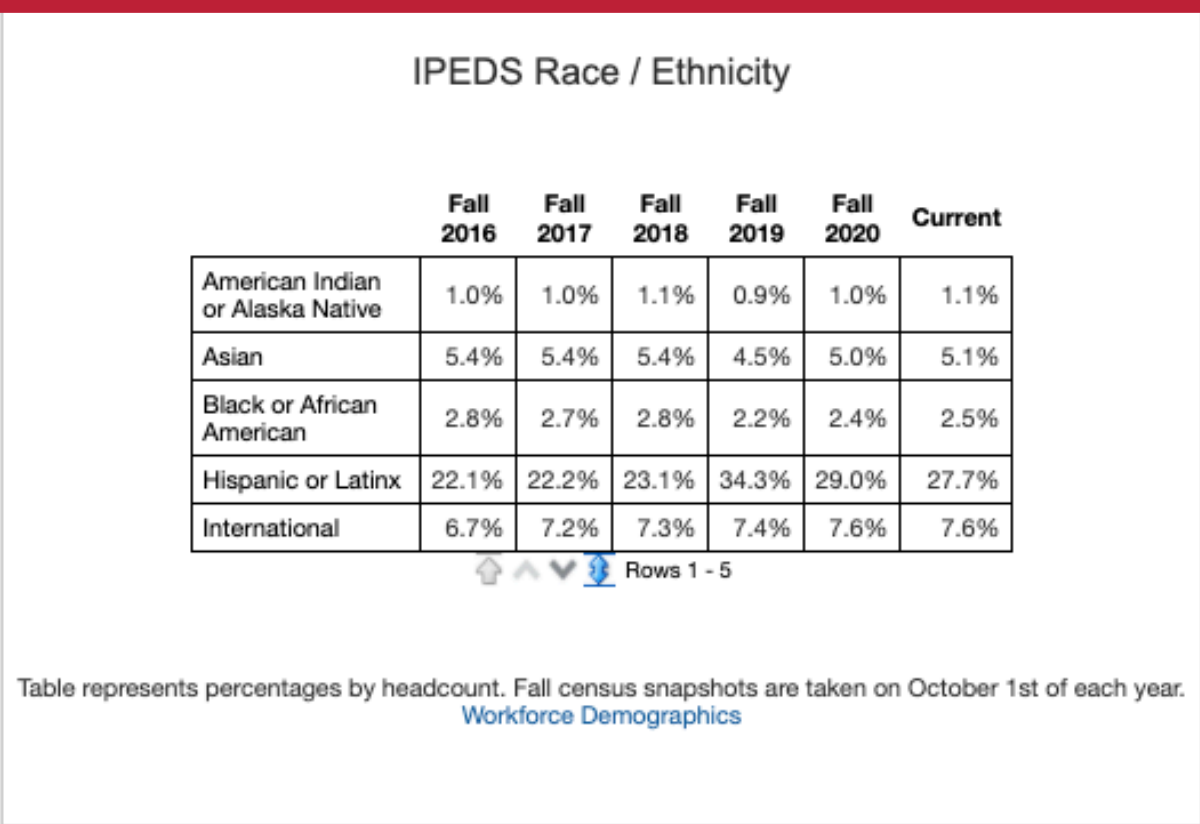 IPEDS Race / Ethnicity
Fall 2016 Fall 2017 Fall 2018 Fall 2019 Fall 2020 Current
American Indian or Alaska Native 1.0% 1.0% 1.1% 0.9% 1.0% 1.1%
Asian 5.4% 5.4% 5.4% 4.5% 5.0% 5.1%
Black or African American 2.8% 2.7% 2.8% 2.2% 2.4% 2.5%
Hispanic or Latinx 22.1% 22.2% 23.1% 34.3% 29.0% 27.7%
International 6.7% 7.2% 7.3% 7.4% 7.6% 7.6%
Rows 1 - 5
Table represents percentages by headcount. Fall census snapshots are taken on October 1st of each year.
Workforce Demographics